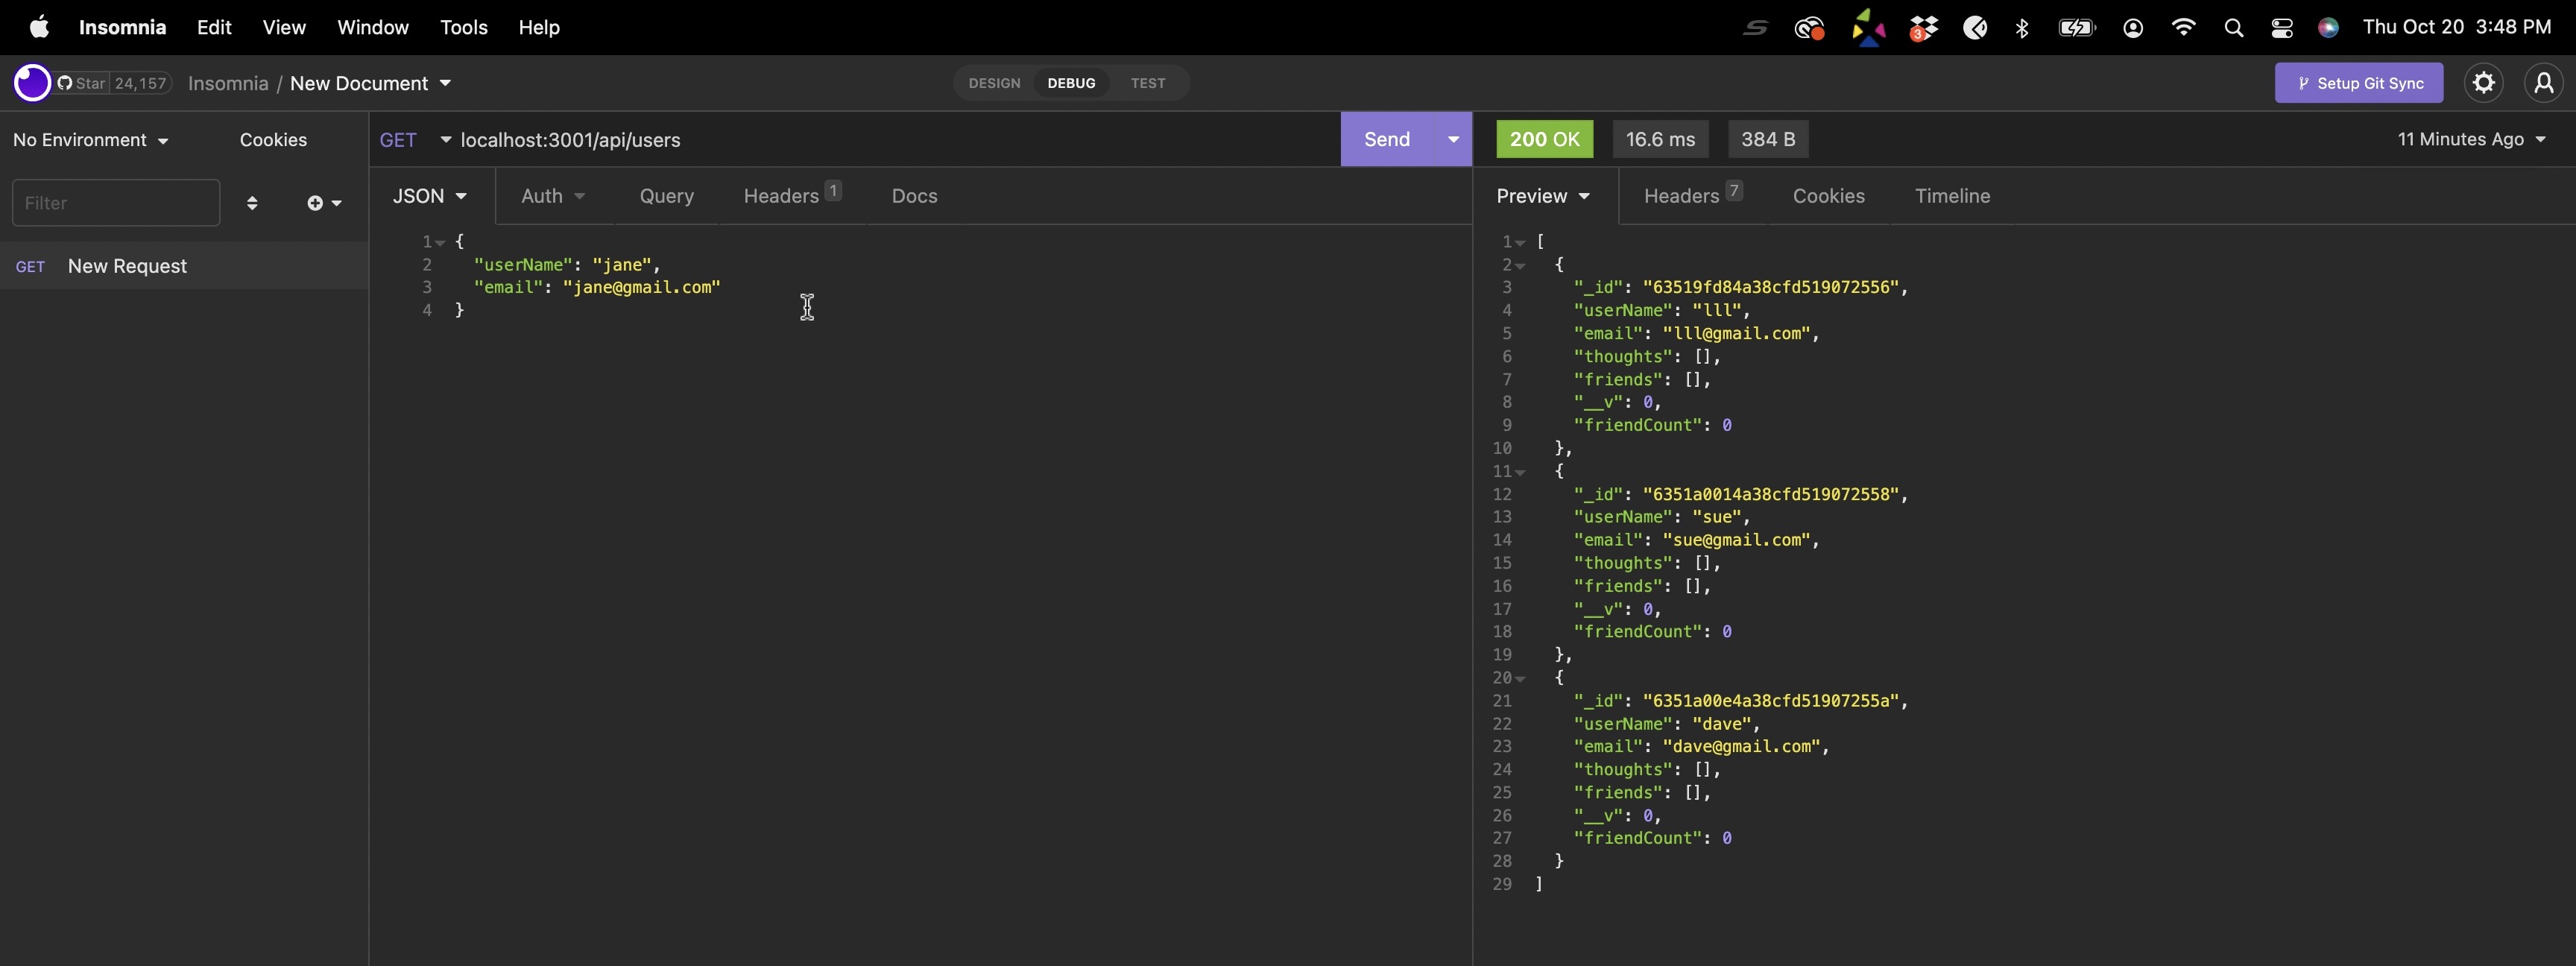 Insomnia Edit View Window Tools Help 3 Thu Oct 20 3:48 PM
Star 24,157 Insomnia / New Document DESIGN DEBUG TEST Setup Git Sync
No Environment Cookies GET localhost:3001/api/users Send 200 OK 16.6 ms 384 B 11 Minutes Ago
Filter JSON Auth Query Headers 1 Docs Preview Headers 7 Cookies Timeline
GET New Request
1 {
2 "userName": "jane",
3 "email": "jane@gmail.com"
4 }
1 [
2 {
3 "_id": "63519fd84a38cfd519072556",
4 "userName": "lll",
5 "email": "lll@gmail.com",
6 "thoughts": [],
7 "friends": [],
8 "__v": 0,
9 "friendCount": 0
10 },
11 {
12 "_id": "6351a0014a38cfd519072558",
13 "userName": "sue",
14 "email": "sue@gmail.com",
15 "thoughts": [],
16 "friends": [],
17 "__v": 0,
18 "friendCount": 0
19 },
20 {
21 "_id": "6351a00e4a38cfd51907255a",
22 "userName": "dave",
23 "email": "dave@gmail.com",
24 "thoughts": [],
25 "friends": [],
26 "__v": 0,
27 "friendCount": 0
28 }
29 ]